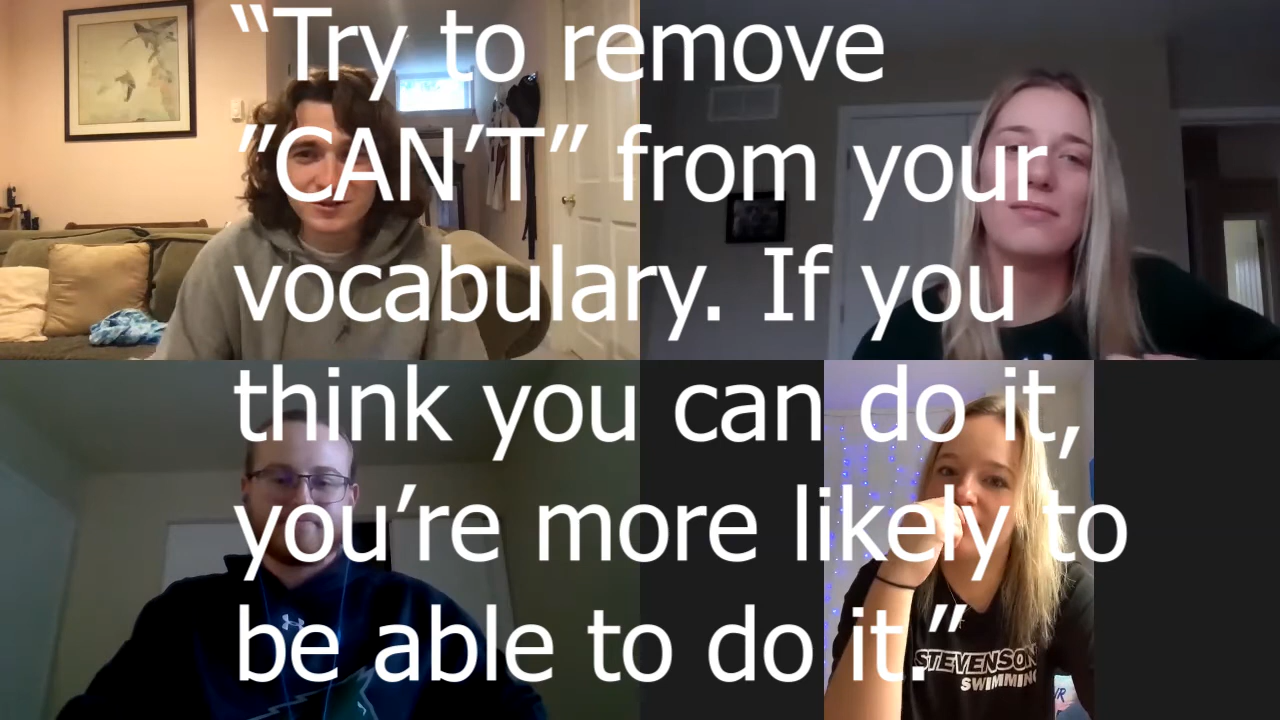 “Try to remove
”CAN’T” from your
vocabulary. If you
think you can do it,
you’re more likely to
be able to do it.”
STEVENSON
SWIMMING